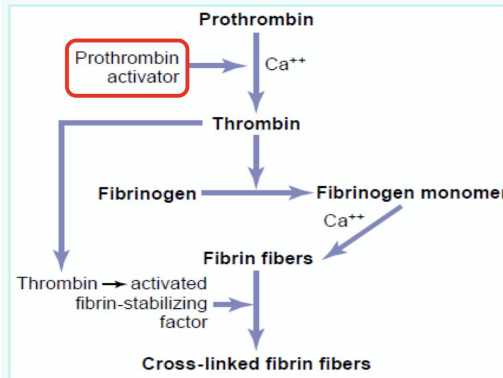 Prothrombin
Prothrombin
activator
Ca++
Thrombin
Fibrinogen
Fibrinogen monomer
Ca++
Fibrin fibers
Thrombin → activated
fibrin-stabilizing
factor
Cross-linked fibrin fibers